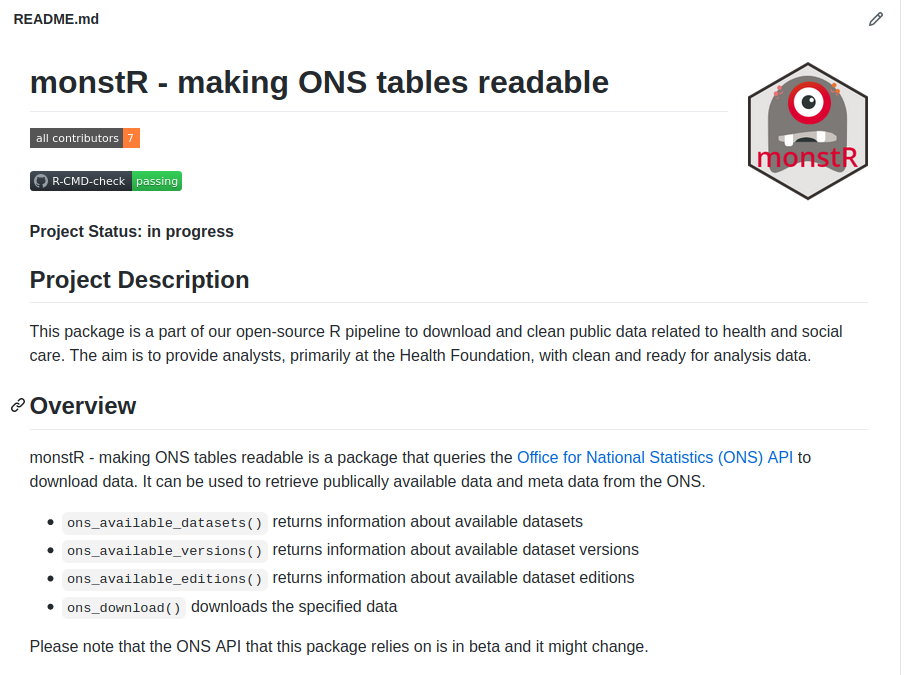 README.md
monstR - making ONS tables readable
monstR
all contributors 7
R-CMD-check passing
Project Status: in progress
Project Description
This package is a part of our open-source R pipeline to download and clean public data related to health and social
care. The aim is to provide analysts, primarily at the Health Foundation, with clean and ready for analysis data.
Overview
monstR - making ONS tables readable is a package that queries the Office for National Statistics (ONS) API to
download data. It can be used to retrieve publically available data and meta data from the ONS.
• ons_available_datasets() returns information about available datasets
• ons_available_versions() returns information about available dataset versions
• ons_available_editions() returns information about available dataset editions
• ons_download() downloads the specified data
Please note that the ONS API that this package relies on is in beta and it might change.